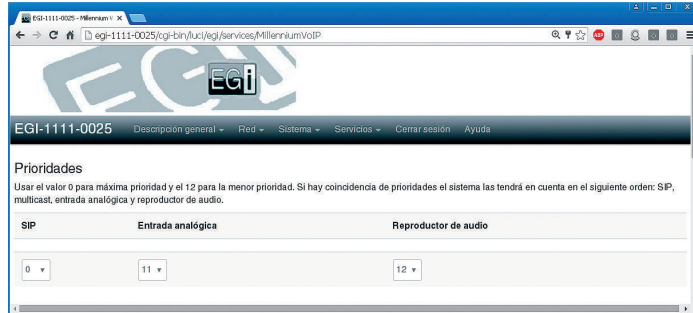 EGI-1111-0025 - Millennium V
egi-1111-0025/cgi-bin/luci/egi/services/MillenniumVoIP
ABP
EGi
EGI-1111-0025 Descripción general Red Sistema Servicios Cerrar sesión Ayuda
Prioridades
Usar el valor 0 para máxima prioridad y el 12 para la menor prioridad. Si hay coincidencia de prioridades el sistema las tendrá en cuenta en el siguiente orden: SIP,
multicast, entrada analógica y reproductor de audio.
SIP Entrada analógica Reproductor de audio
0 11 12